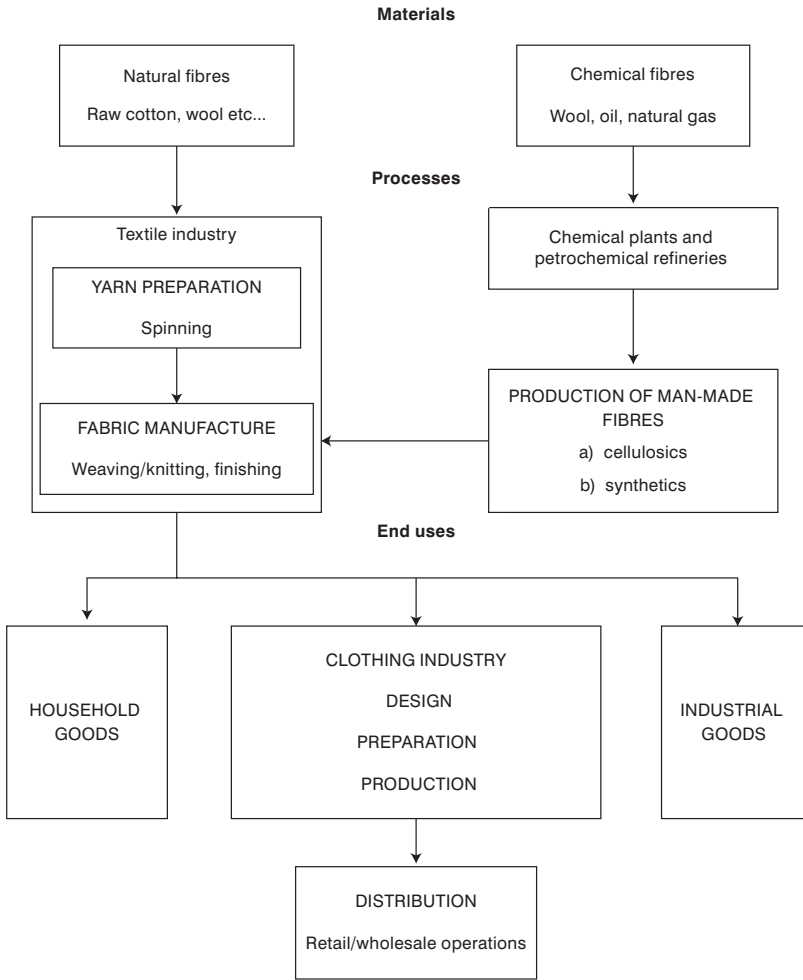 Materials
Natural fibres
Raw cotton, wool etc...
Chemical fibres
Wool, oil, natural gas
Processes
Textile industry
YARN PREPARATION
Spinning
FABRIC MANUFACTURE
Weaving/knitting, finishing
Chemical plants and
petrochemical refineries
PRODUCTION OF MAN-MADE
FIBRES
a) cellulosics
b) synthetics
End uses
HOUSEHOLD
GOODS
CLOTHING INDUSTRY
DESIGN
PREPARATION
PRODUCTION
INDUSTRIAL
GOODS
DISTRIBUTION
Retail/wholesale operations